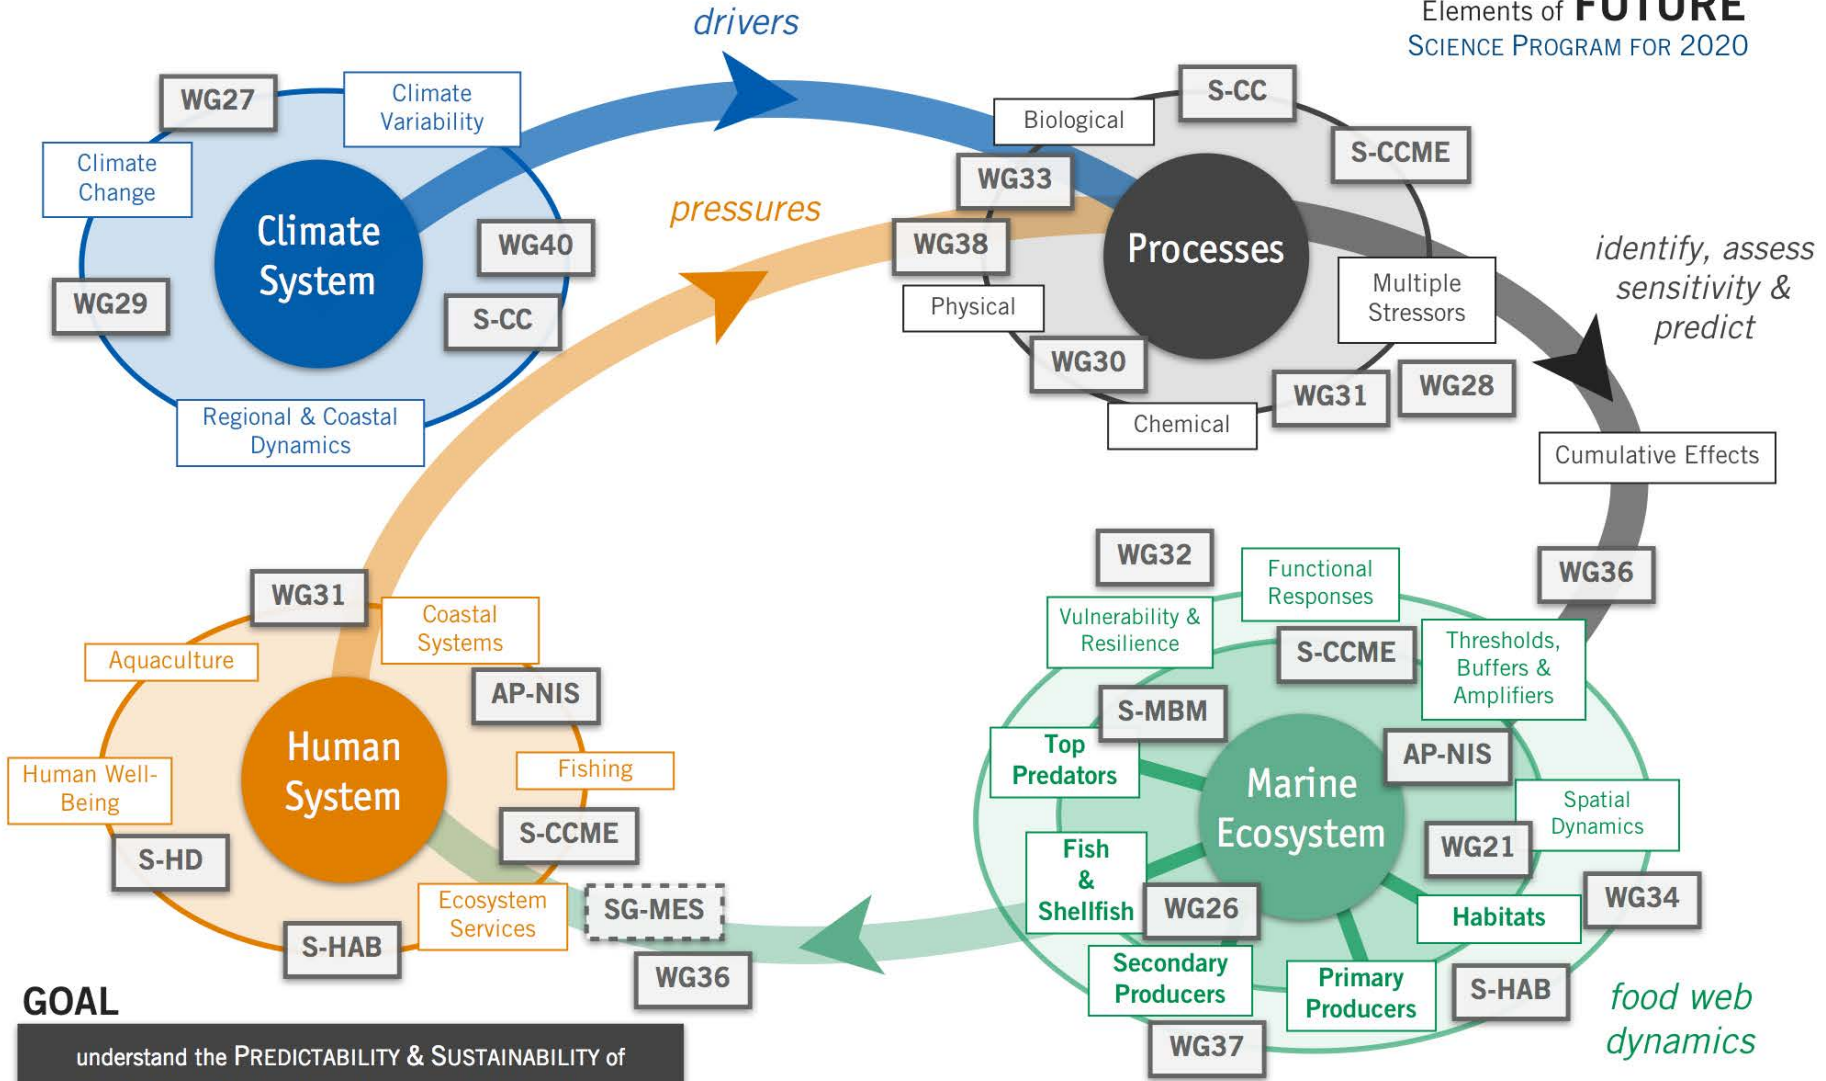 drivers
Elements of FUTURE
SCIENCE PROGRAM FOR 2020
WG27
Climate
Variability
Climate
Change
Climate
System
WG40
WG29
S-CC
Regional & Coastal
Dynamics
pressures
Biological
S-CC
S-CCME
WG33
WG38
Processes
Physical
Multiple
Stressors
WG30
WG31
WG28
Chemical
identify, assess
sensitivity &
predict
Cumulative Effects
WG36
WG31
Coastal
Systems
Aquaculture
AP-NIS
Human
System
Fishing
Human Well-
Being
S-CCME
S-HD
Ecosystem
Services
S-HAB
SG-MES
WG36
WG32
Functional
Responses
Vulnerability &
Resilience
S-CCME
Thresholds,
Buffers &
Amplifiers
S-MBM
Top
Predators
AP-NIS
Marine
Ecosystem
Spatial
Dynamics
WG21
Fish
&
Shellfish
WG26
WG34
Habitats
Secondary
Producers
Primary
Producers
S-HAB
WG37
food web
dynamics
GOAL
understand the PREDICTABILITY & SUSTAINABILITY of